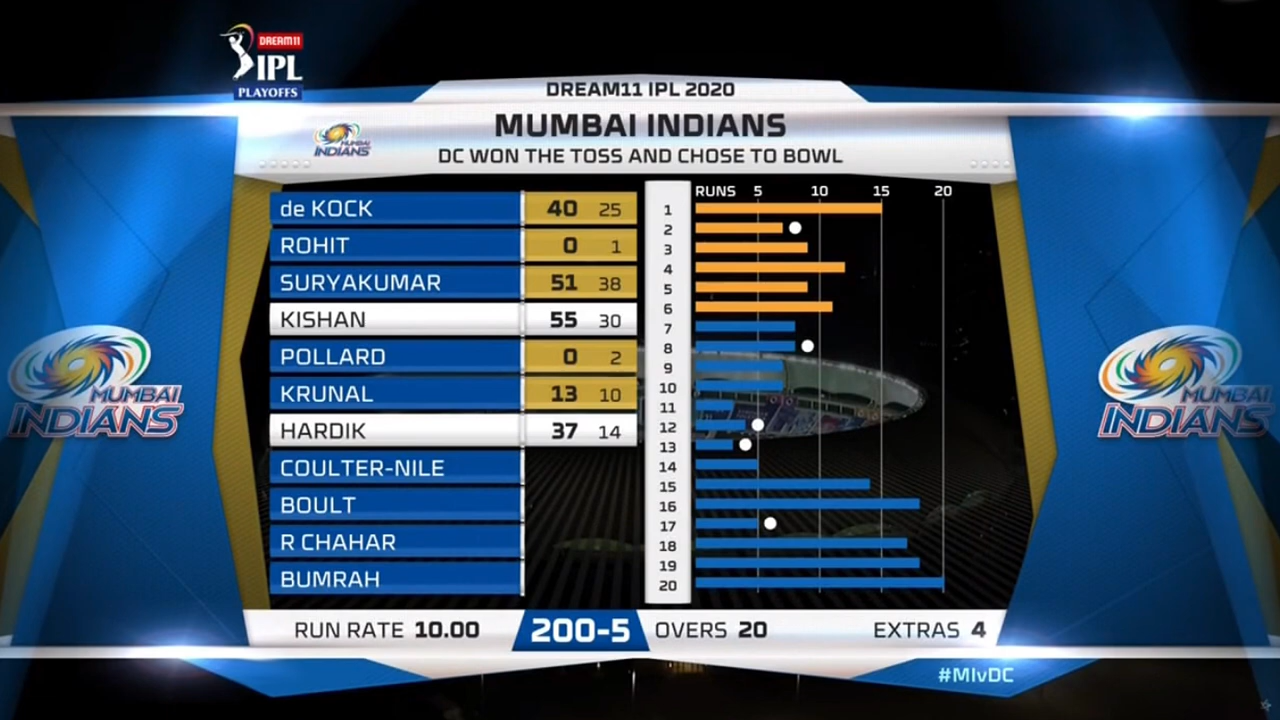 DREAM11
IPL
PLAYOFFS
DREAM11 IPL 2020
MUMBAI INDIANS
MUMBAI
INDIANS
DC WON THE TOSS AND CHOSE TO BOWL
RUNS 5 10 15 20
de KOCK 40 25
ROHIT 0 1
SURYAKUMAR 51 38
KISHAN 55 30
POLLARD 0 2
KRUNAL 13 10
HARDIK 37 14
COULTER-NILE
BOULT
R CHAHAR
BUMRAH
1
2
3
4
5
6
7
8
9
10
11
12
13
14
15
16
17
18
19
20
MUMBAI
INDIANS
MUMBAI
INDIANS
RUN RATE 10.00 200-5 OVERS 20 EXTRAS 4
#MIvDC